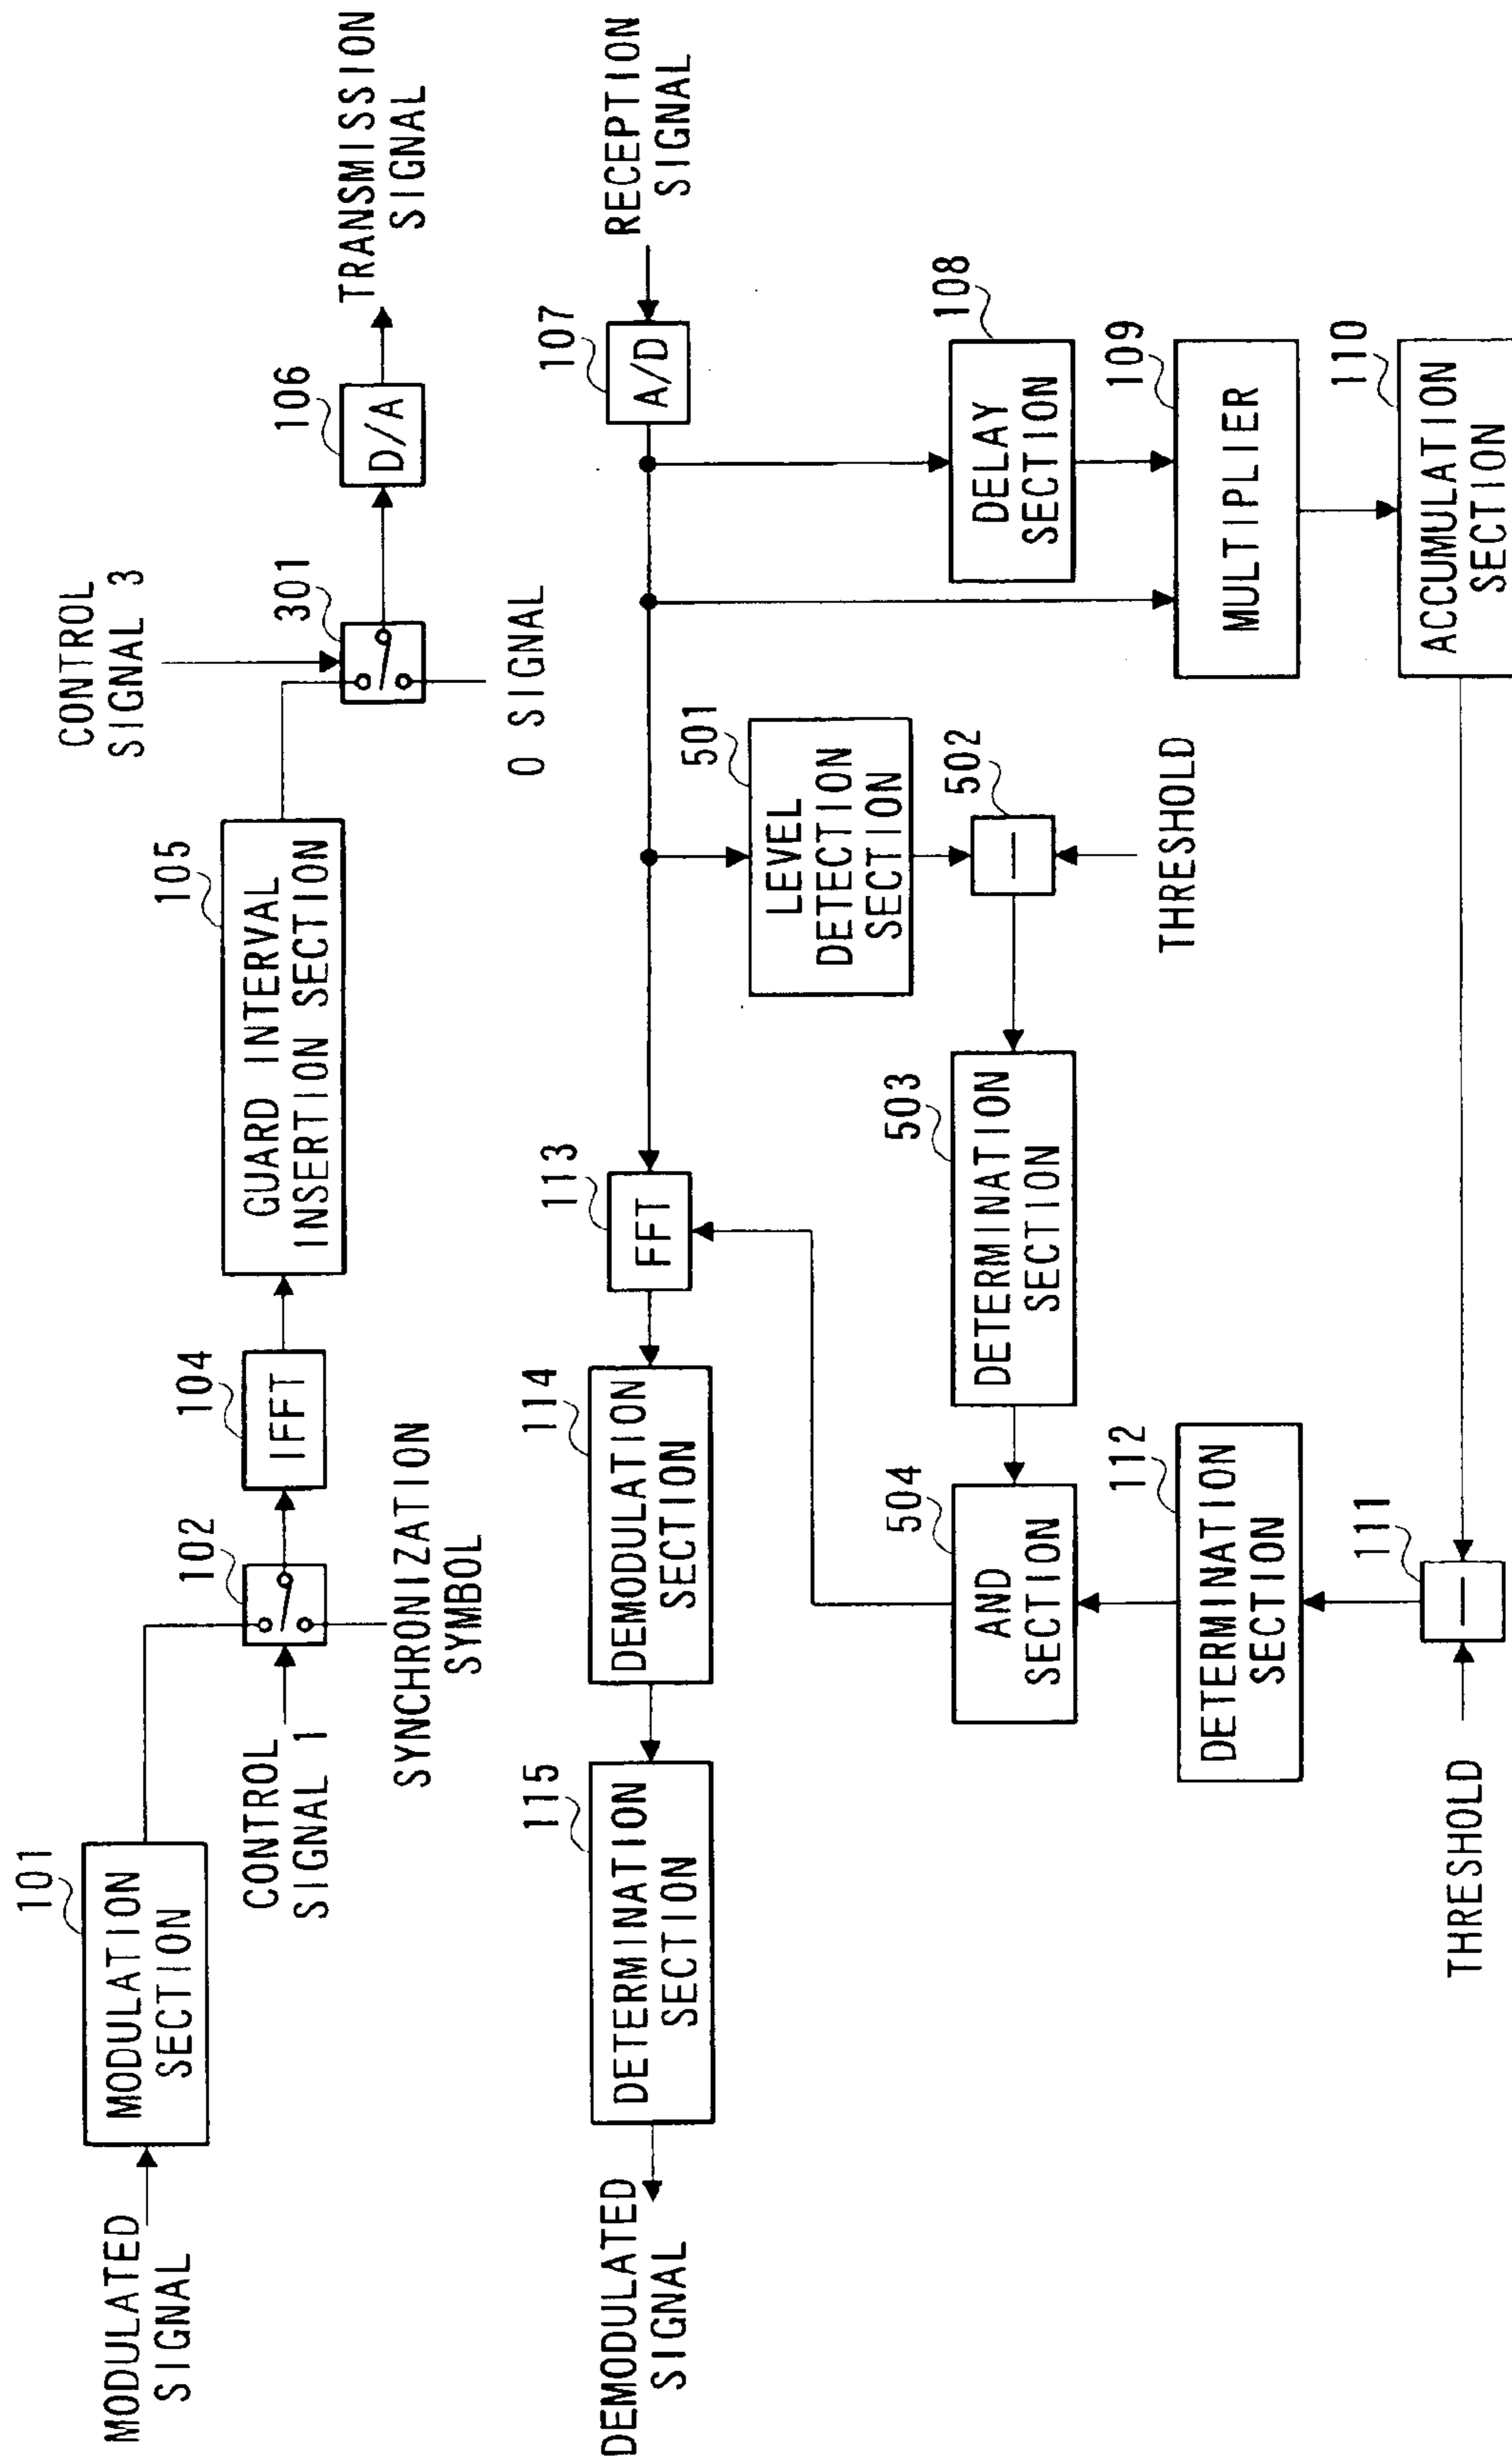 MODULATED
SIGNAL
101
MODULATION
SECTION
CONTROL
SIGNAL 1
102
SYNCHRONIZATION
SYMBOL
104
IFFT
105
GUARD INTERVAL
INSERTION SECTION
CONTROL
SIGNAL 3
301
0 SIGNAL
106
D/A
TRANSMISSION
SIGNAL
DEMODULATED
SIGNAL
115
DETERMINATION
SECTION
114
DEMODULATION
SECTION
113
FFT
107
A/D
RECEPTION
SIGNAL
501
LEVEL
DETECTION
SECTION
502
THRESHOLD
503
DETERMINATION
SECTION
504
AND
SECTION
108
DELAY
SECTION
109
MULTIPLIER
110
ACCUMULATION
SECTION
112
DETERMINATION
SECTION
111
THRESHOLD